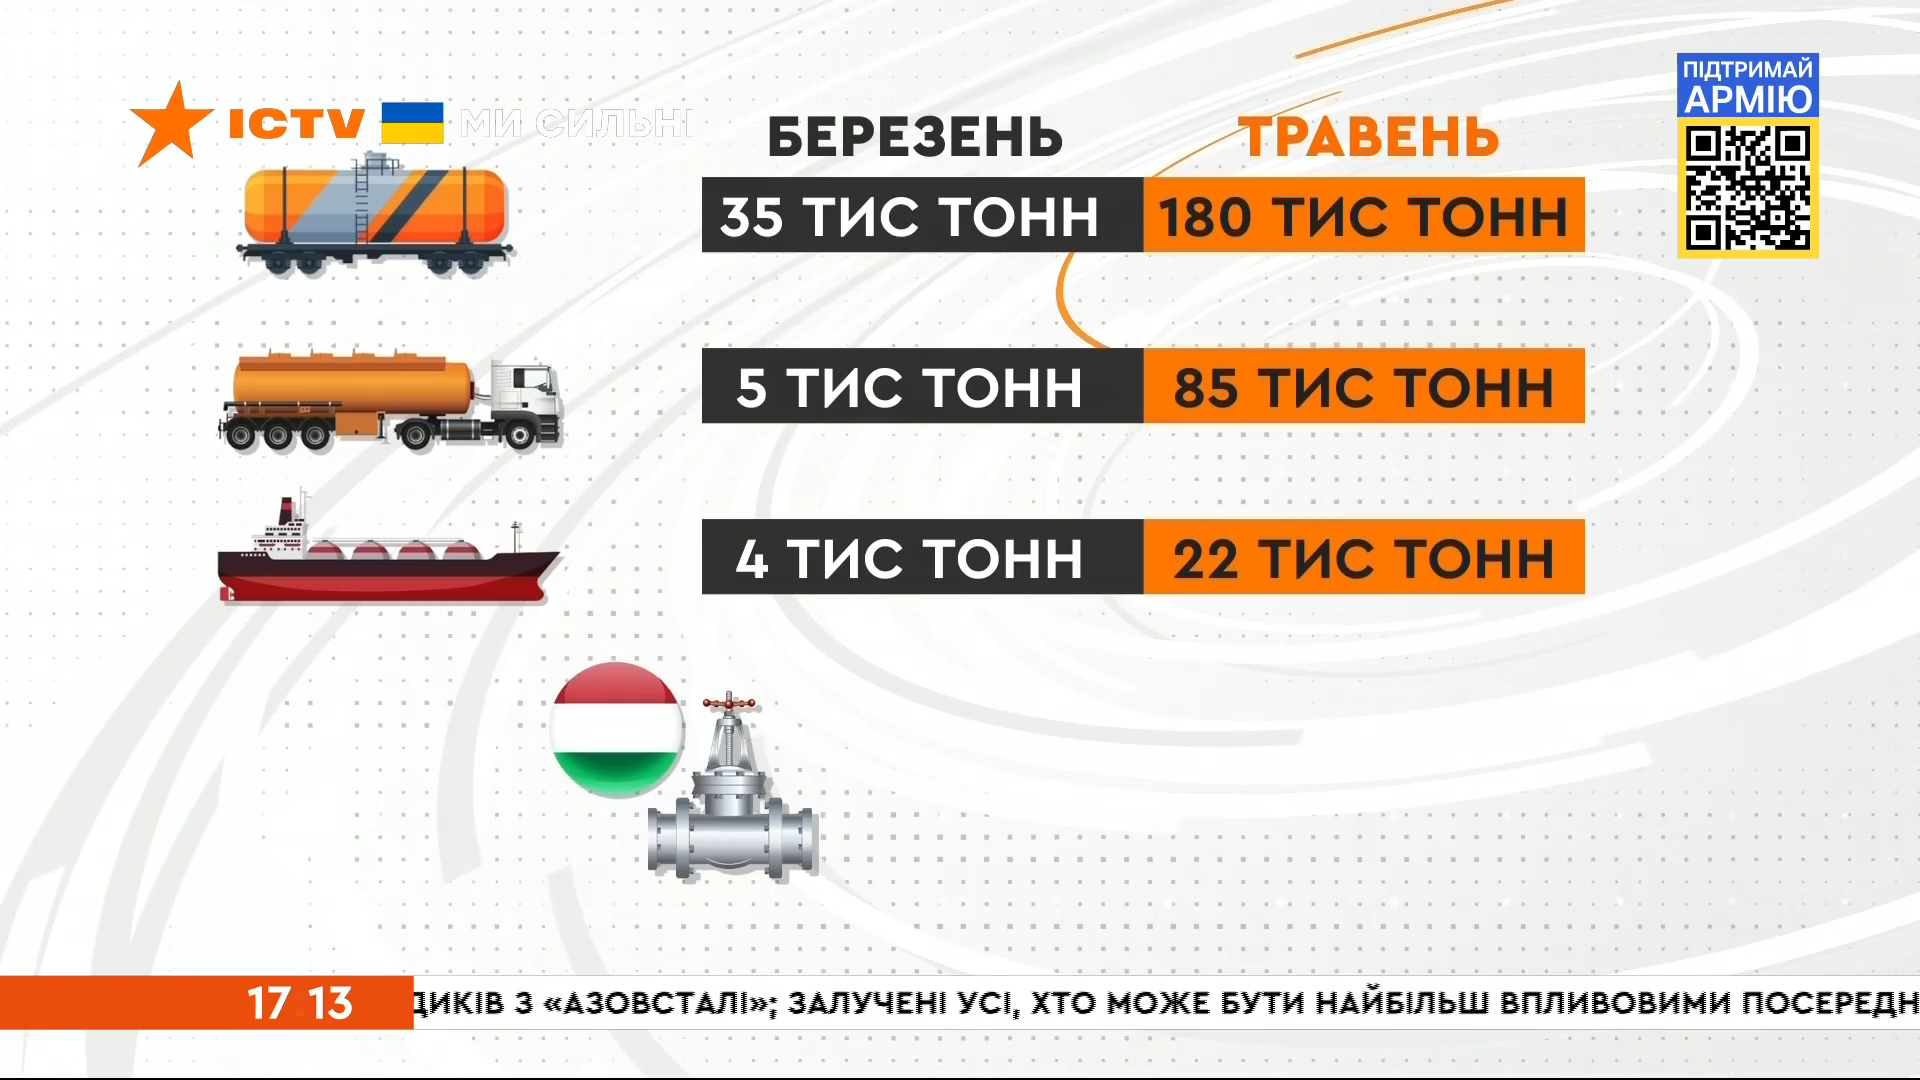 ICTV МИ СИЛЬНІ
ПІДТРИМАЙ
АРМІЮ
БЕРЕЗЕНЬ ТРАВЕНЬ
35 ТИС ТОНН 180 ТИС ТОНН
5 ТИС ТОНН 85 ТИС ТОНН
4 ТИС ТОНН 22 ТИС ТОНН
17 13 ДИКІВ З «АЗОВСТАЛІ»; ЗАЛУЧЕНІ УСІ, ХТО МОЖЕ БУТИ НАЙБІЛЬШ ВПЛИВОВИМИ ПОСЕРЕДН